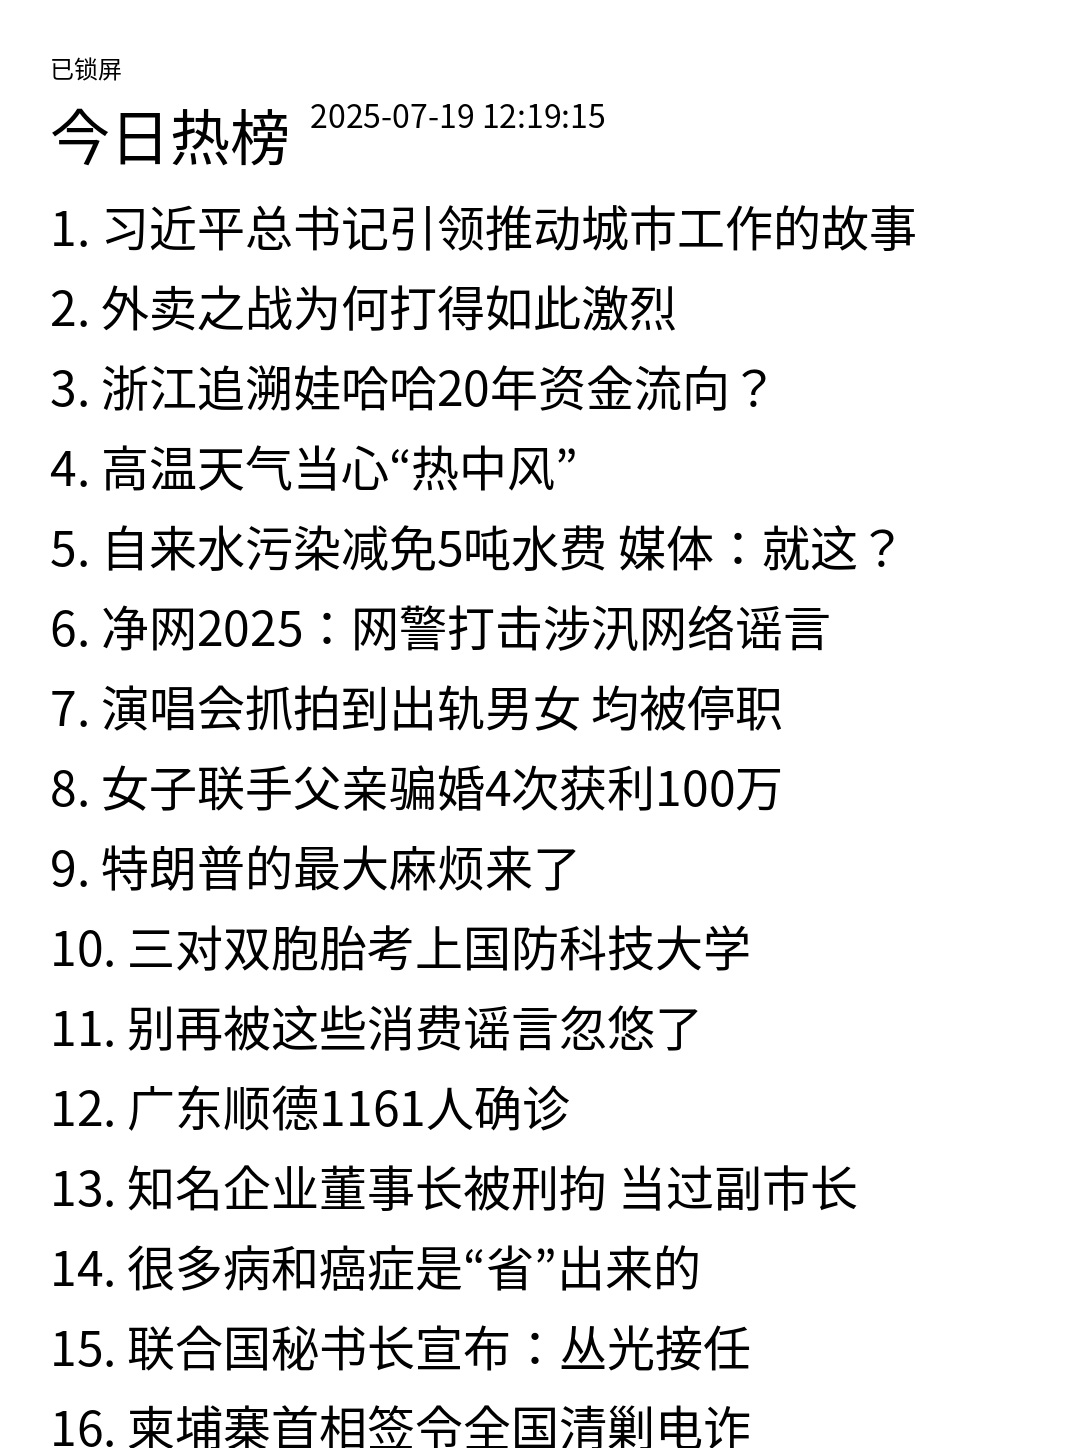 已锁屏
今日热榜 2025-07-19 12:19:15
1. 习近平总书记引领推动城市工作的故事
2. 外卖之战为何打得如此激烈
3. 浙江追溯娃哈哈20年资金流向？
4. 高温天气当心“热中风”
5. 自来水污染减免5吨水费 媒体：就这？
6. 净网2025：网警打击涉汛网络谣言
7. 演唱会抓拍到出轨男女 均被停职
8. 女子联手父亲骗婚4次获利100万
9. 特朗普的最大麻烦来了
10. 三对双胞胎考上国防科技大学
11. 别再被这些消费谣言忽悠了
12. 广东顺德1161人确诊
13. 知名企业董事长被刑拘 当过副市长
14. 很多病和癌症是“省”出来的
15. 联合国秘书长宣布：丛光接任
16. 柬埔寨首相签令全国清剿电诈